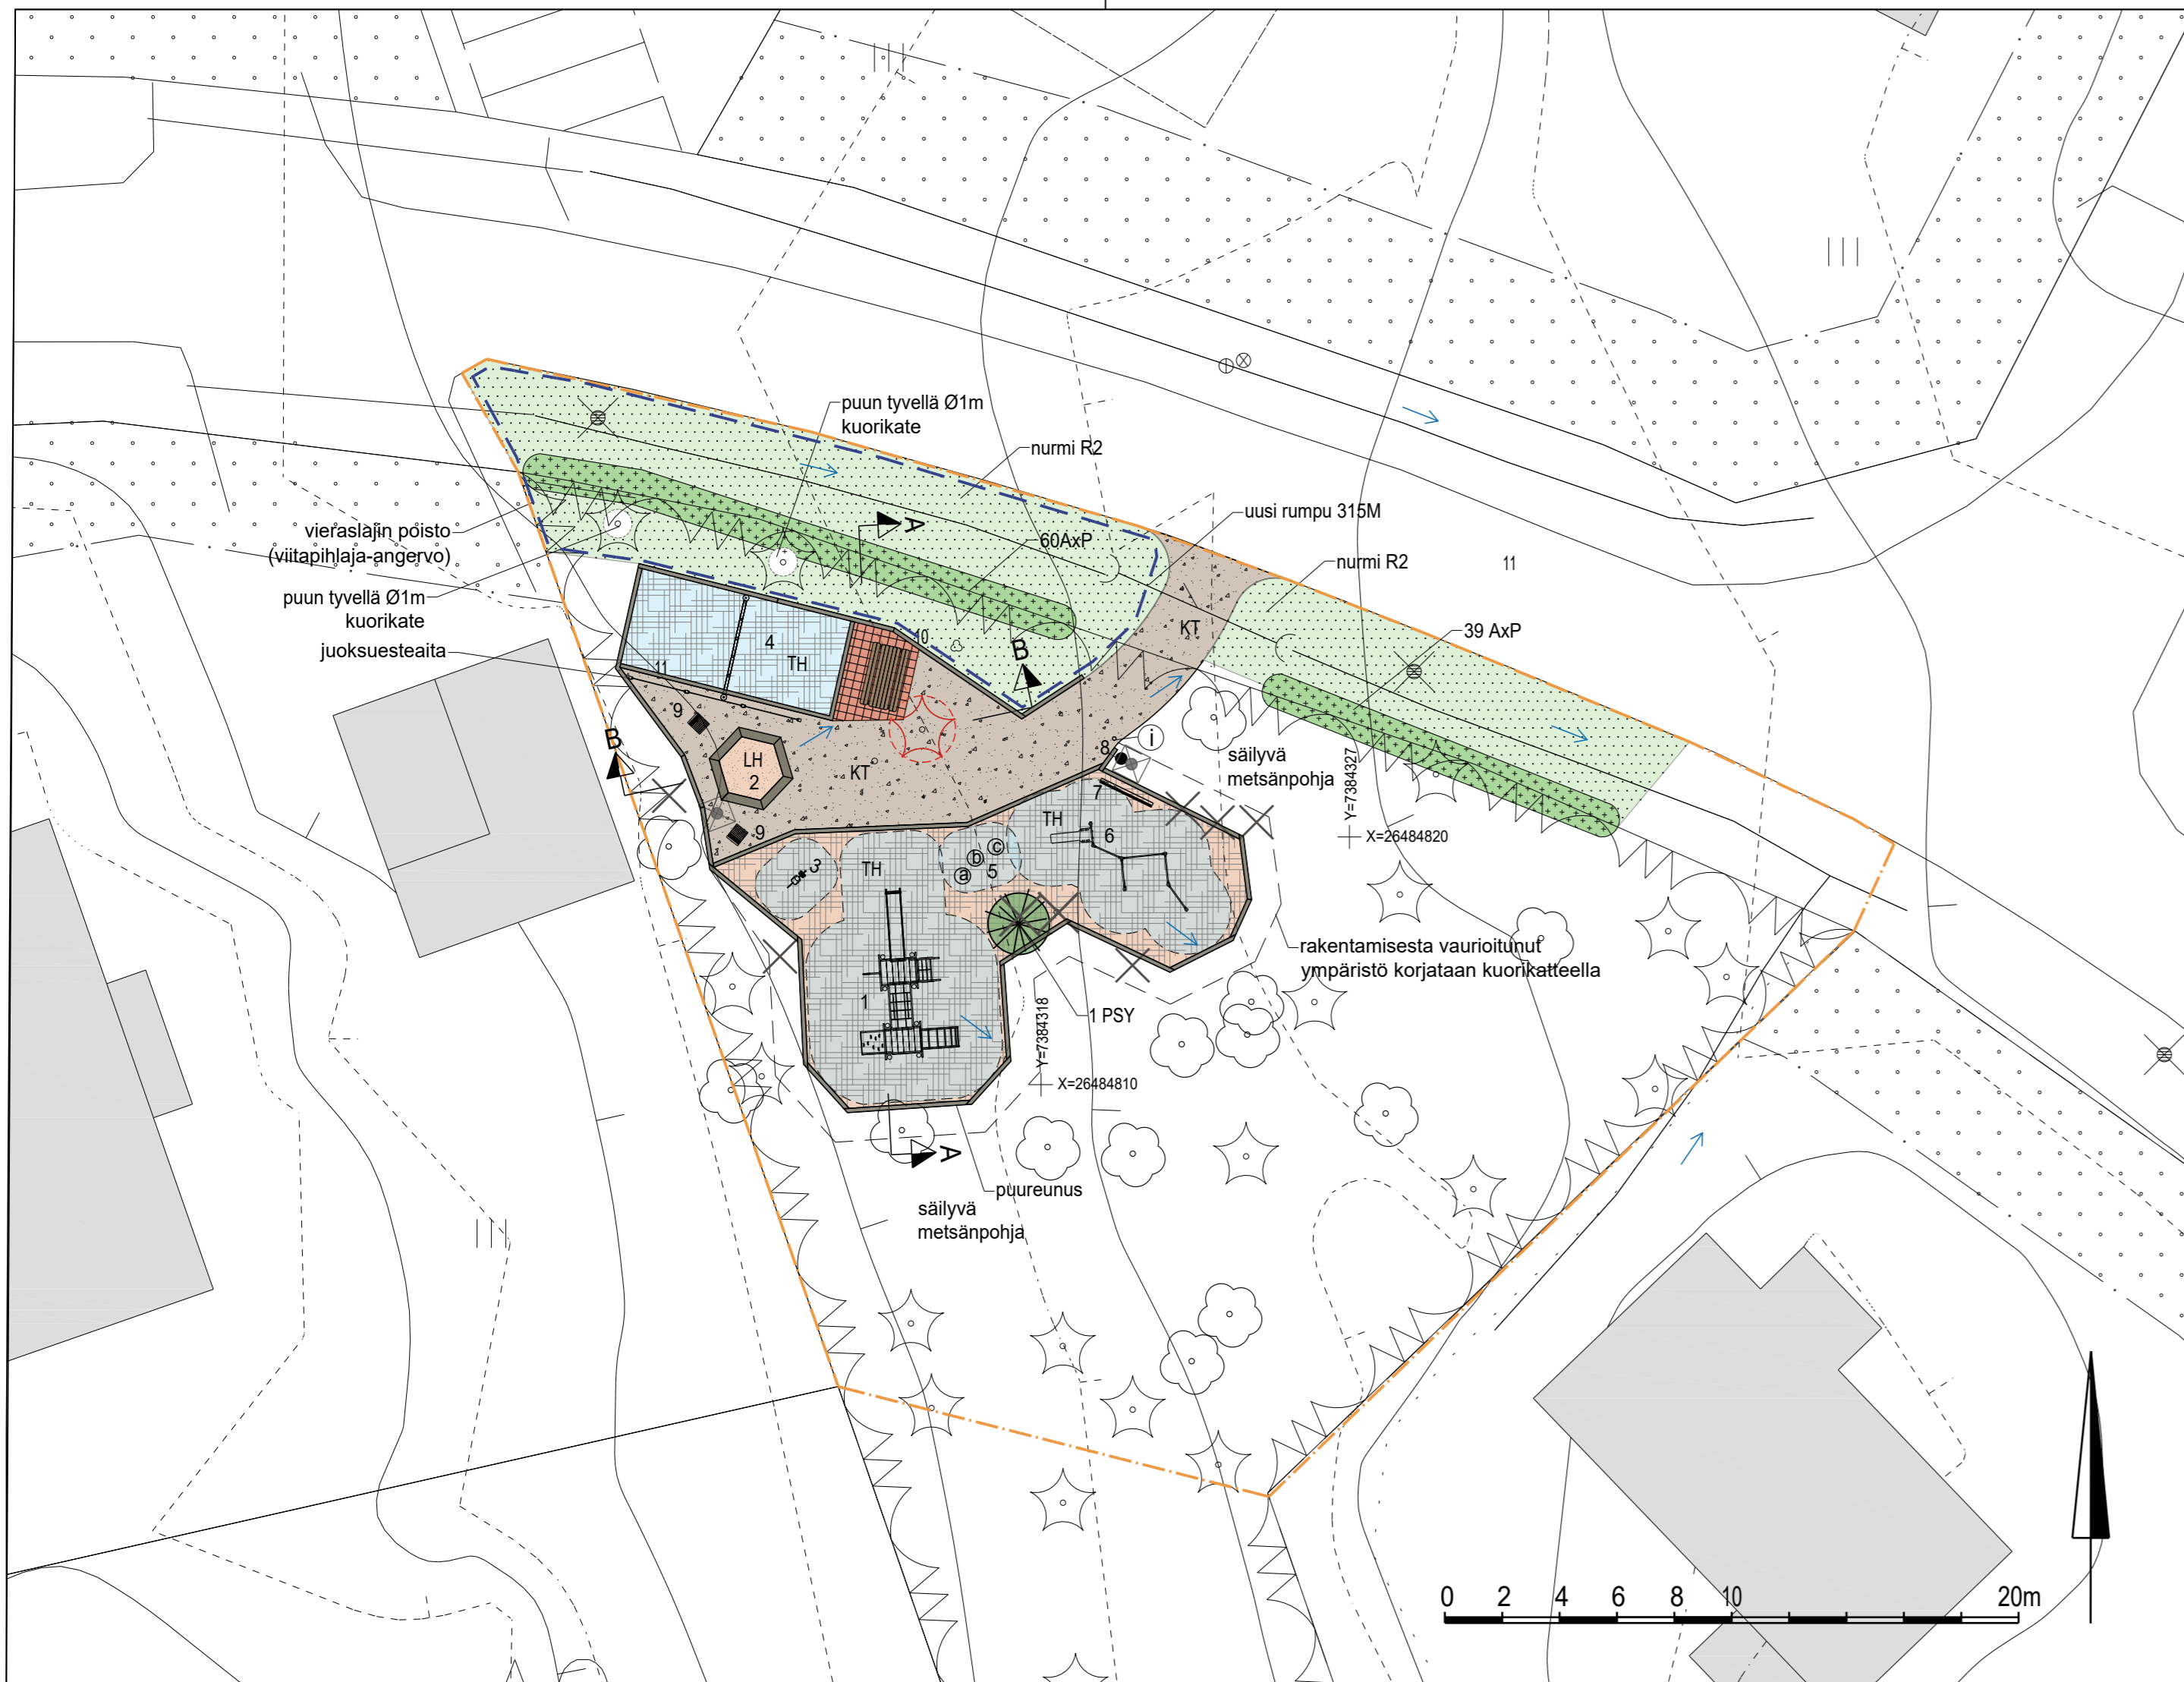 puun tyvellä Ø1m
kuorikate
nurmi R2
uusi rumpu 315M
A
vieraslajin poisto
(viitapihlaja-angervo)
60AxP
nurmi R2
11
puun tyvellä Ø1m
kuorikate
juoksuesteaita
4
TH
10
B
KT
39 AxP
11
9
B
LH
2
KT
8
i
säilyvä
metsänpohja
Y=7384327
X=26484820
7
TH
6
9
3
TH
a
b
c
5
rakentamisesta vaurioitunut
ympäristö korjataan kuorikatteella
1
1 PSY
Y=7384318
X=26484810
A
puureunus
säilyvä
metsänpohja
0 2 4 6 8 10 20m